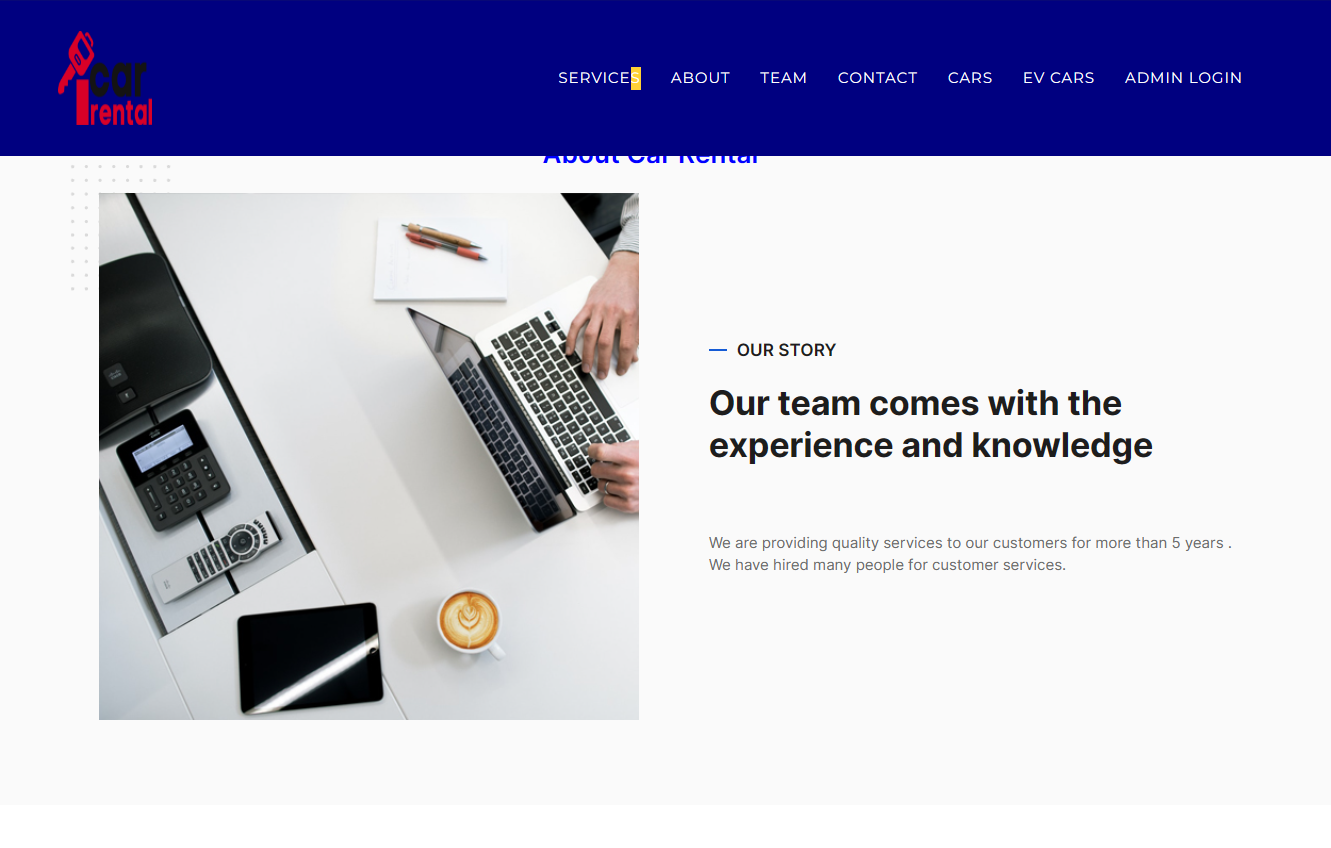 car
rental
SERVICES ABOUT TEAM CONTACT CARS EV CARS ADMIN LOGIN
About Car Rental
OUR STORY
Our team comes with the
experience and knowledge
We are providing quality services to our customers for more than 5 years .
We have hired many people for customer services.